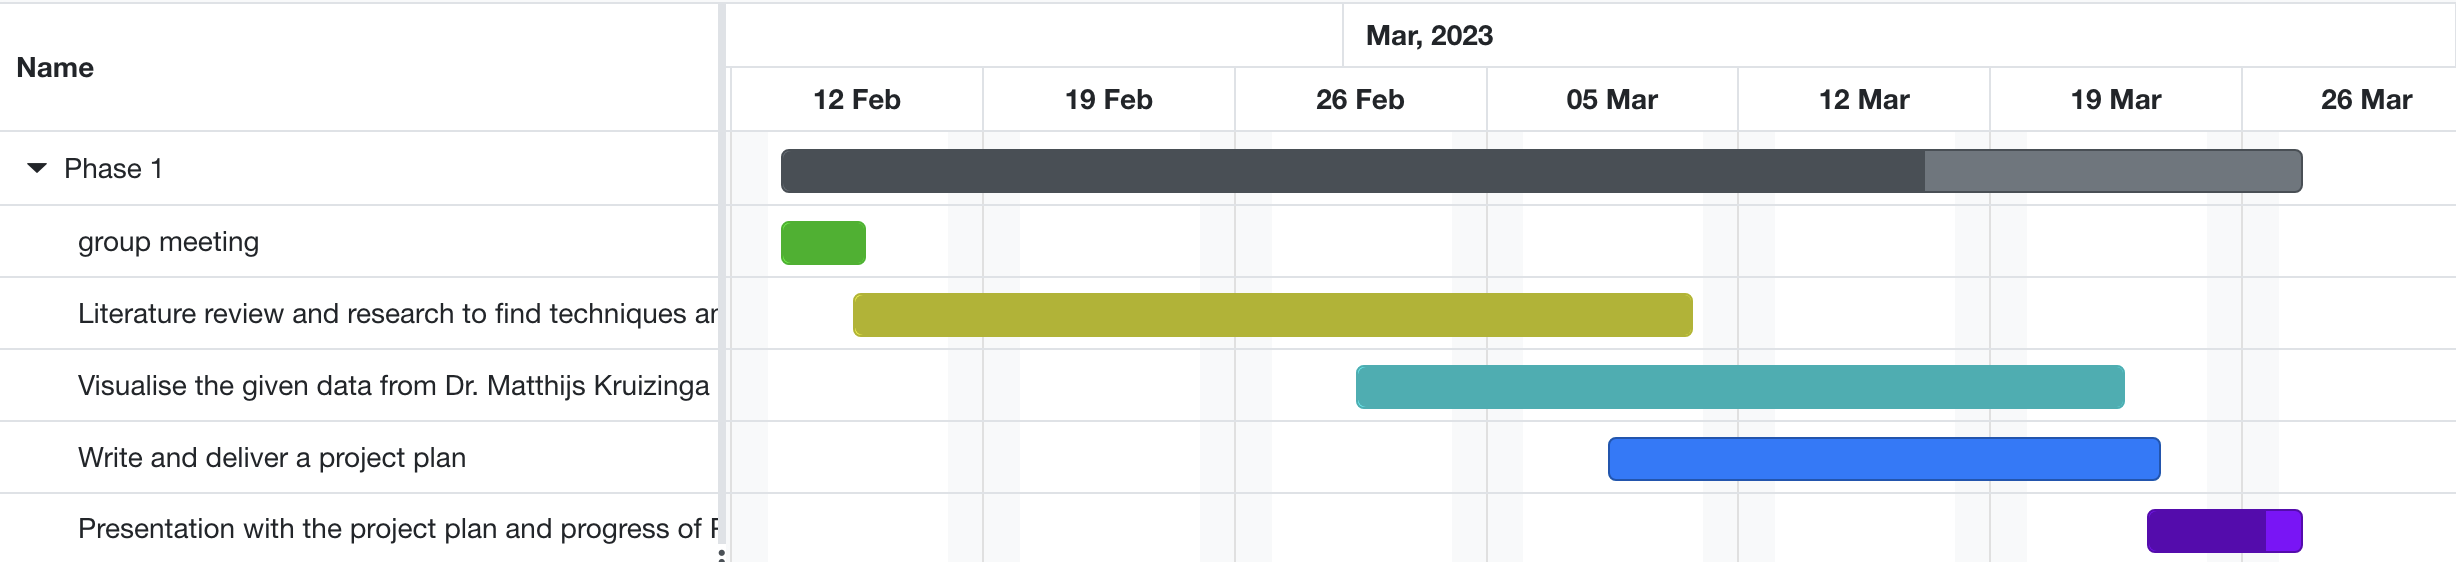 Name
Mar, 2023
12 Feb 19 Feb 26 Feb 05 Mar 12 Mar 19 Mar 26 Mar
Phase 1
group meeting
Literature review and research to find techniques ar
Visualise the given data from Dr. Matthijs Kruizinga
Write and deliver a project plan
Presentation with the project plan and progress of